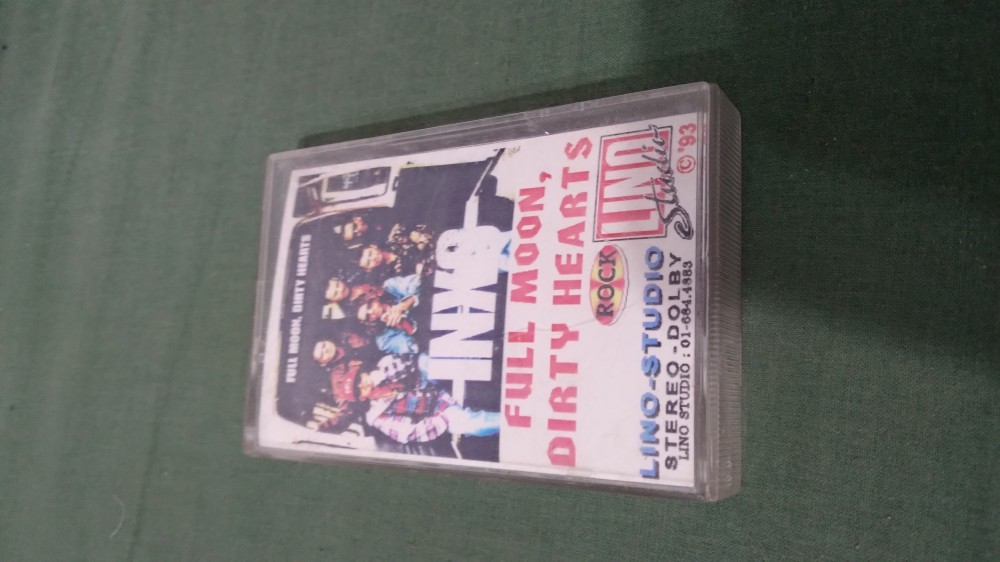 FULL MOON, DIRTY HEARTS
INXS
FULL MOON,
DIRTY HEARTS
ROCK
LINO
Studio
© '93
LINO-STUDIO
STEREO-DOLBY
LINO STUDIO : 01-684.4883